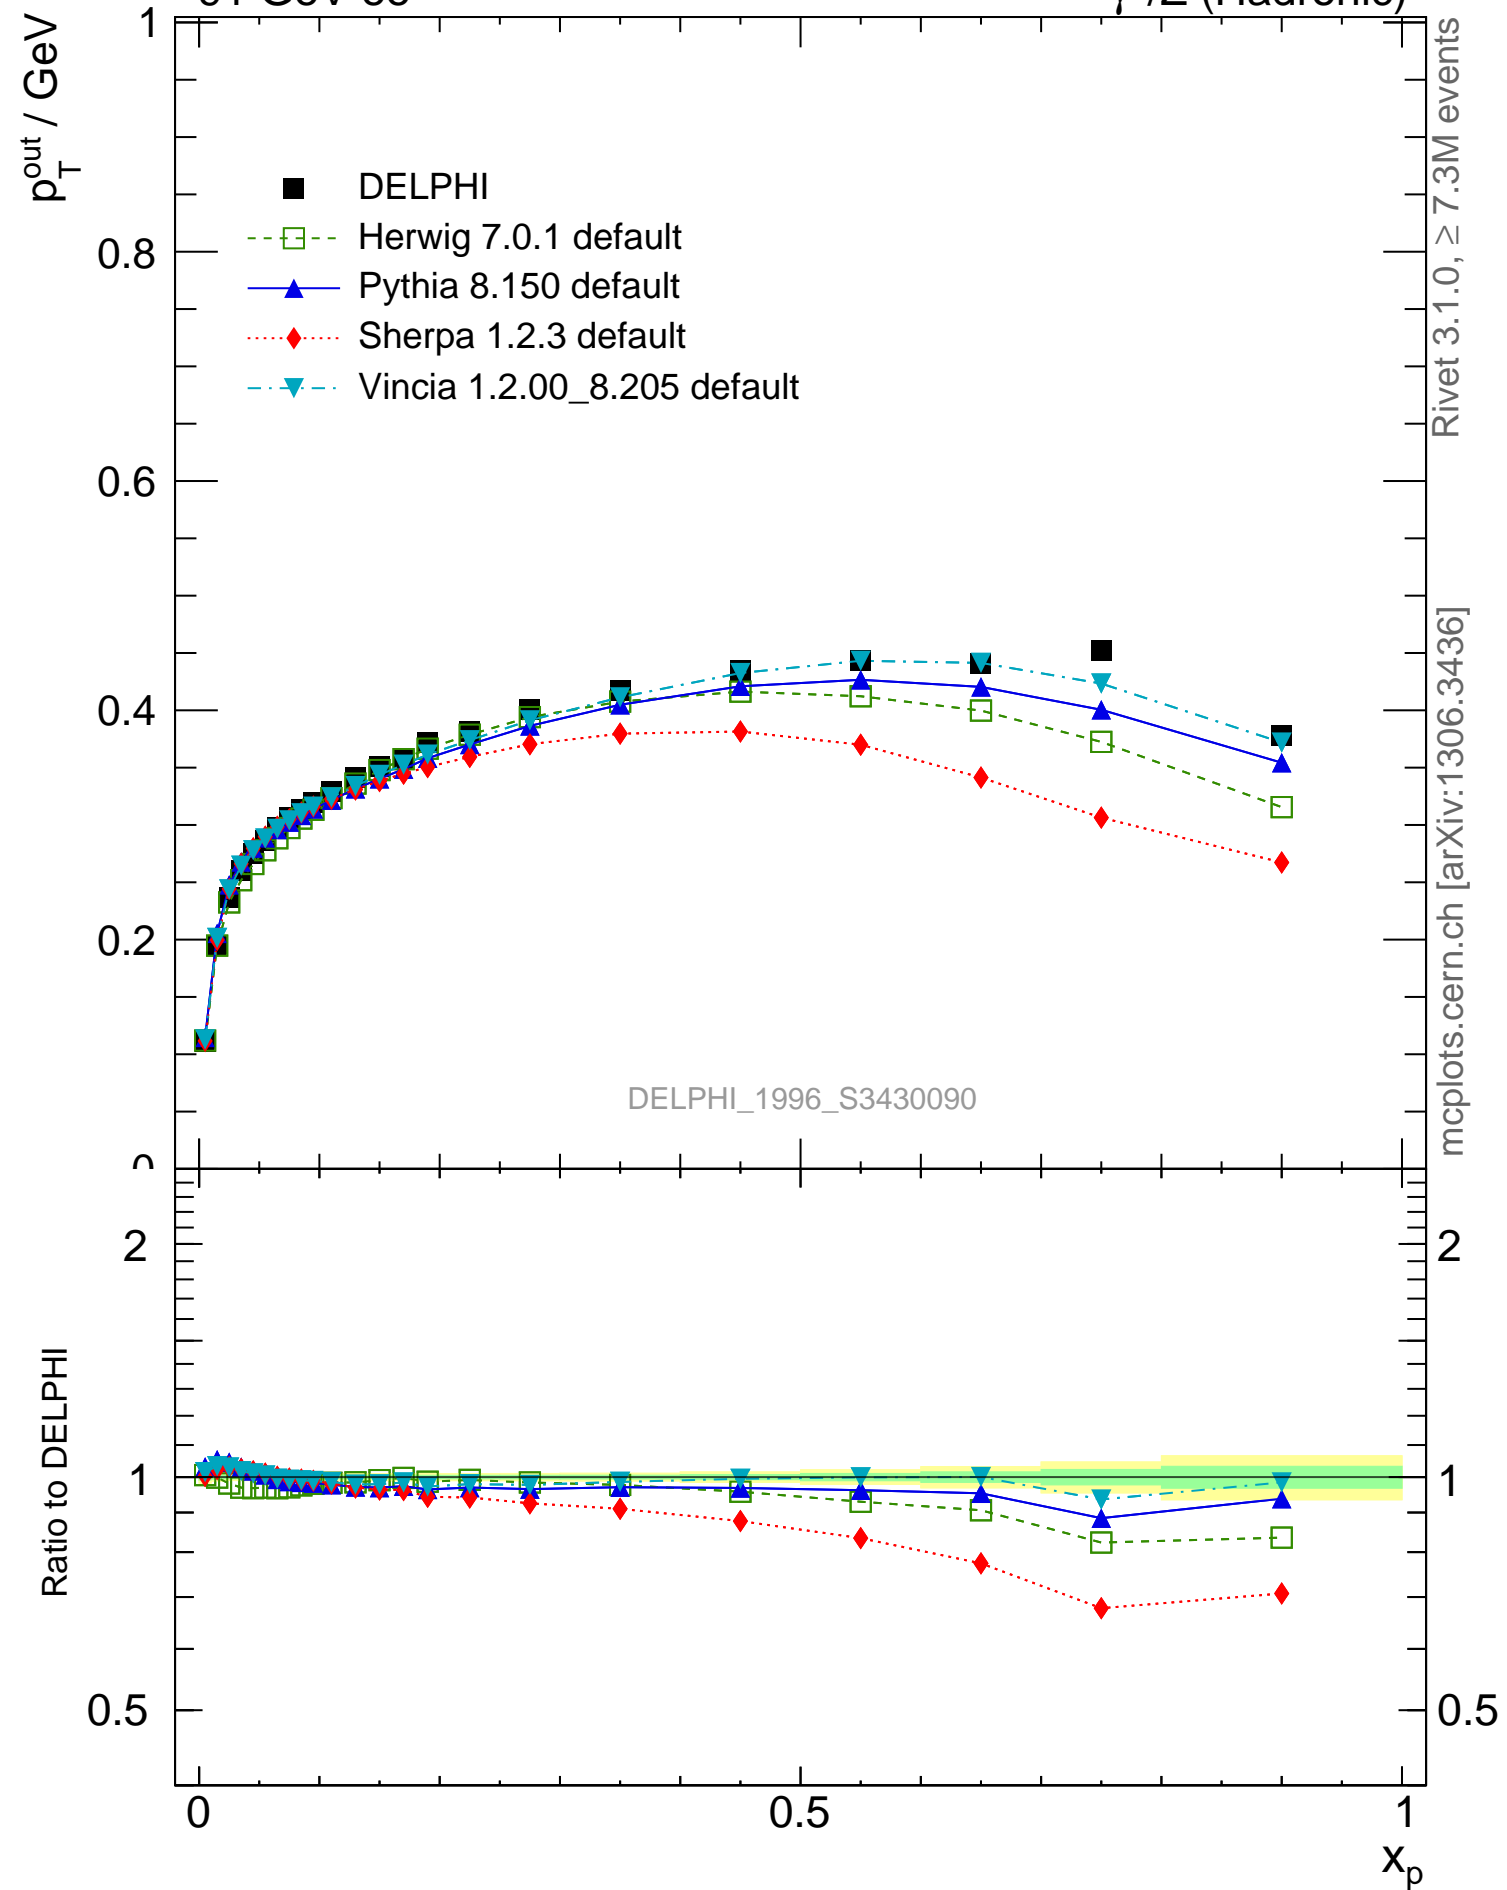 p_T^out / GeV
1
0.8
0.6
0.4
0.2
DELPHI
Herwig 7.0.1 default
Pythia 8.150 default
Sherpa 1.2.3 default
Vincia 1.2.00_8.205 default
DELPHI_1996_S3430090
Rivet 3.1.0, ≥ 7.3M events
mcplots.cern.ch [arXiv:1306.3436]
Ratio to DELPHI
2
1
0.5
2
1
0.5
0
0.5
1
x_p